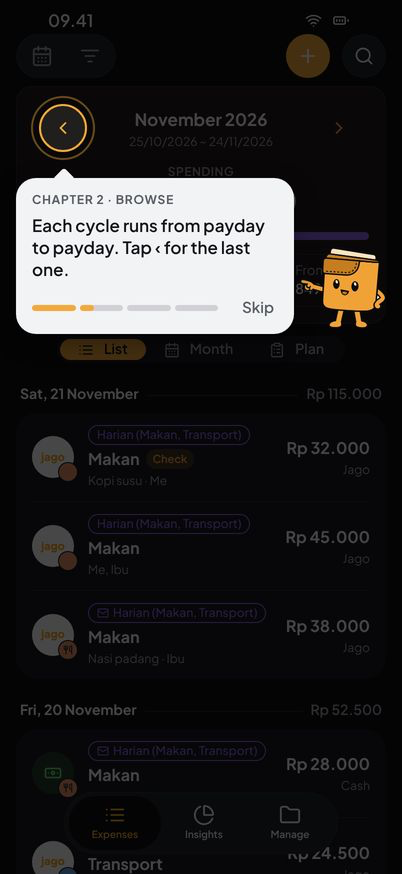 09.41
November 2026
25/10/2026 – 24/11/2026
SPENDING
CHAPTER 2 · BROWSE
Each cycle runs from payday
to payday. Tap ‹ for the last
one.
Skip
From
List
Month
Plan
Sat, 21 November
Rp 115.000
Harian (Makan, Transport)
jago
Makan
Check
Rp 32.000
Kopi susu · Me
Jago
Harian (Makan, Transport)
jago
Makan
Rp 45.000
Me, Ibu
Jago
Harian (Makan, Transport)
jago
Makan
Rp 38.000
Nasi padang · Ibu
Jago
Fri, 20 November
Rp 52.500
Harian (Makan, Transport)
Makan
Rp 28.000
Cash
Expenses
Insights
Manage
jago
Transport
Rp 24.500